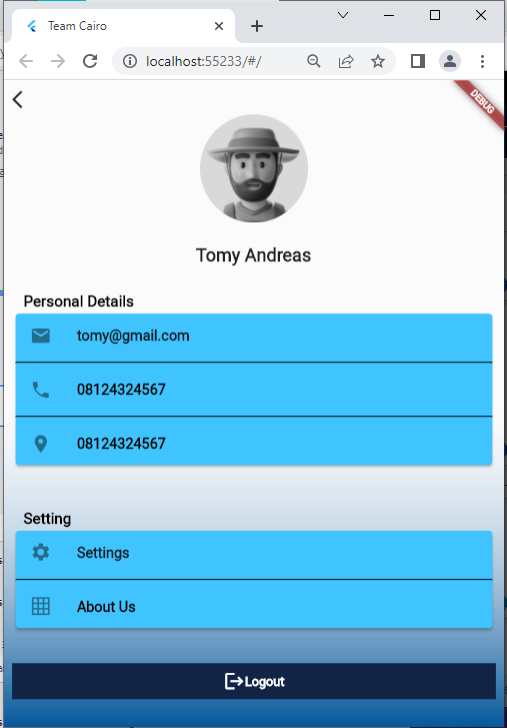 Team Cairo
localhost:55233/#/
DEBUG
Tomy Andreas
Personal Details
tomy@gmail.com
08124324567
08124324567
Setting
Settings
About Us
Logout